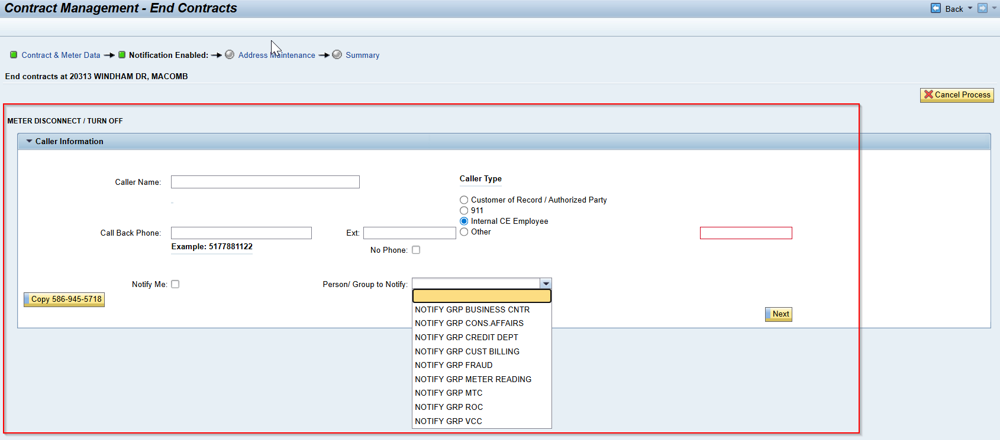 Contract Management - End Contracts
Back
Contract & Meter Data Notification Enabled: Address Maintenance Summary
End contracts at 20313 WINDHAM DR, MACOMB
Cancel Process
METER DISCONNECT / TURN OFF
Caller Information
Caller Name:
Caller Type
Customer of Record / Authorized Party
911
Internal CE Employee
Other
Call Back Phone:
Ext:
Example: 5177881122
No Phone:
Notify Me:
Person/ Group to Notify:
Copy 586-945-5718
NOTIFY GRP BUSINESS CNTR
NOTIFY GRP CONS.AFFAIRS
NOTIFY GRP CREDIT DEPT
NOTIFY GRP CUST BILLING
NOTIFY GRP FRAUD
NOTIFY GRP METER READING
NOTIFY GRP MTC
NOTIFY GRP ROC
NOTIFY GRP VCC
Next